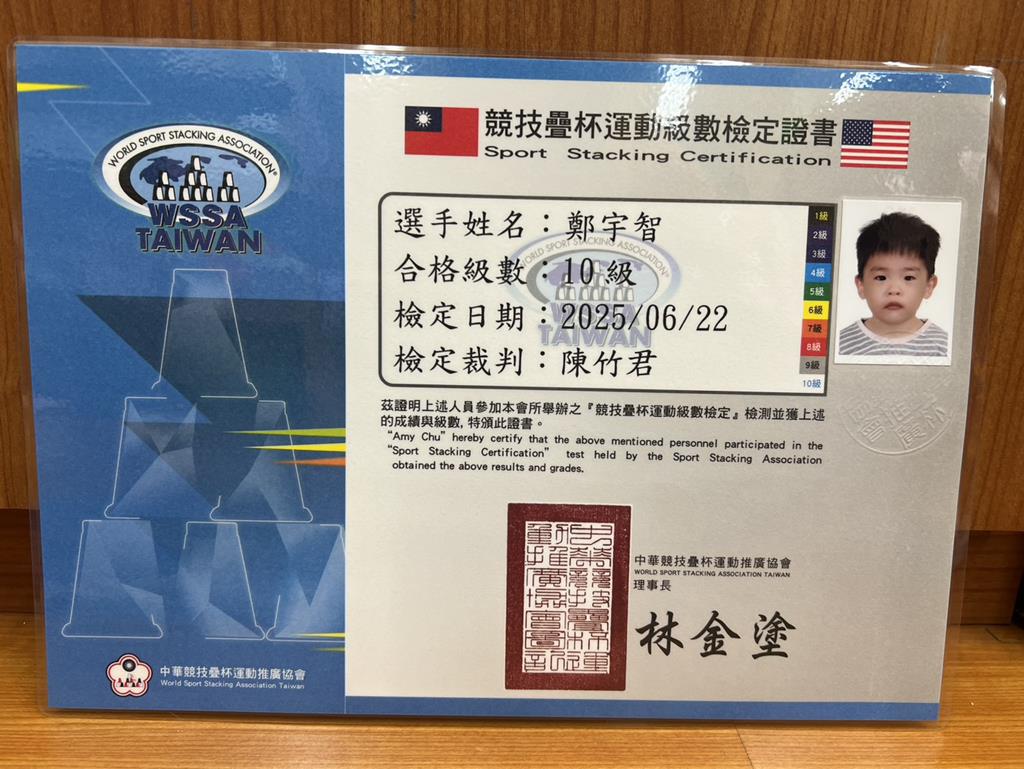 WORLD SPORT STACKING ASSOCIATION®
WSSA
TAIWAN
中華競技疊杯運動推廣協會
World Sport Stacking Association Taiwan
競技疊杯運動級數檢定證書
Sport Stacking Certification
選手姓名：鄭宇智
合格級數：10級
檢定日期：2025/06/22
檢定裁判：陳竹君
WORLD SPORT STACKING ASSOCIATION®
WSSA
TAIWAN
1級
2級
3級
4級
5級
6級
7級
8級
9級
10級
茲證明上述人員參加本會所舉辦之『競技疊杯運動級數檢定』檢測並獲上述
的成績與級數，特頒此證書。
“Amy Chu” hereby certify that the above mentioned personnel participated in the
“Sport Stacking Certification” test held by the Sport Stacking Association
obtained the above results and grades.
中華競技疊杯運動推廣協會
WORLD SPORT STACKING ASSOCIATION TAIWAN
理事長
林金塗